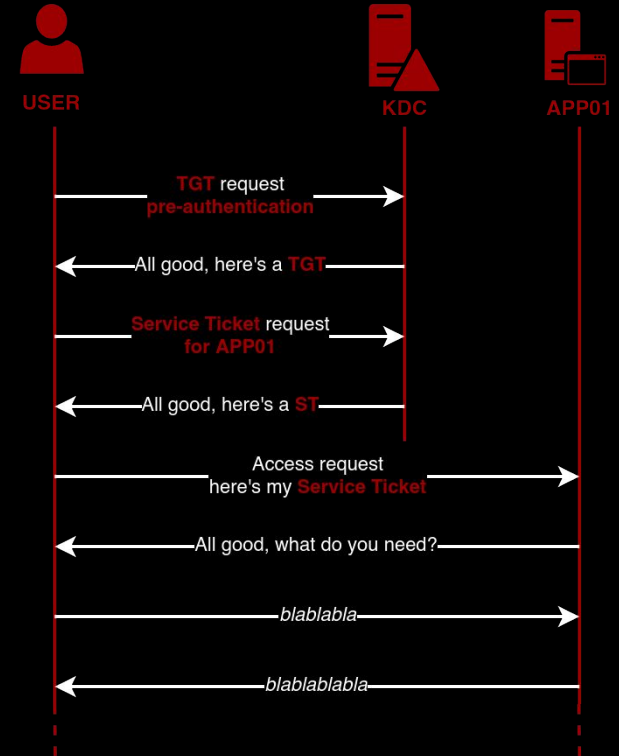 USER
KDC
APP01
TGT request
pre-authentication
All good, here's a TGT
Service Ticket request
for APP01
All good, here's a ST
Access request
here's my Service Ticket
All good, what do you need?
blablabla
blablablabla